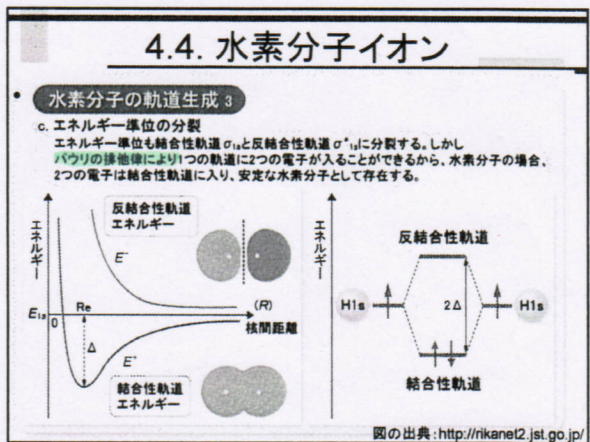 4.4. 水素分子イオン
• 水素分子の軌道生成 3
c. エネルギー準位の分裂
エネルギー準位も結合性軌道 σ1sと反結合性軌道 σ*1sに分裂する。しかし
パウリの排他律により1つの軌道に2つの電子が入ることができるから、水素分子の場合、
2つの電子は結合性軌道に入り、安定な水素分子として存在する。
エネルギー
反結合性軌道
エネルギー
E⁻
E1s
0
Re
(R)
核間距離
Δ
E⁺
結合性軌道
エネルギー
エネルギー
反結合性軌道
H1s
2Δ
H1s
結合性軌道
図の出典:http://rikanet2.jst.go.jp/